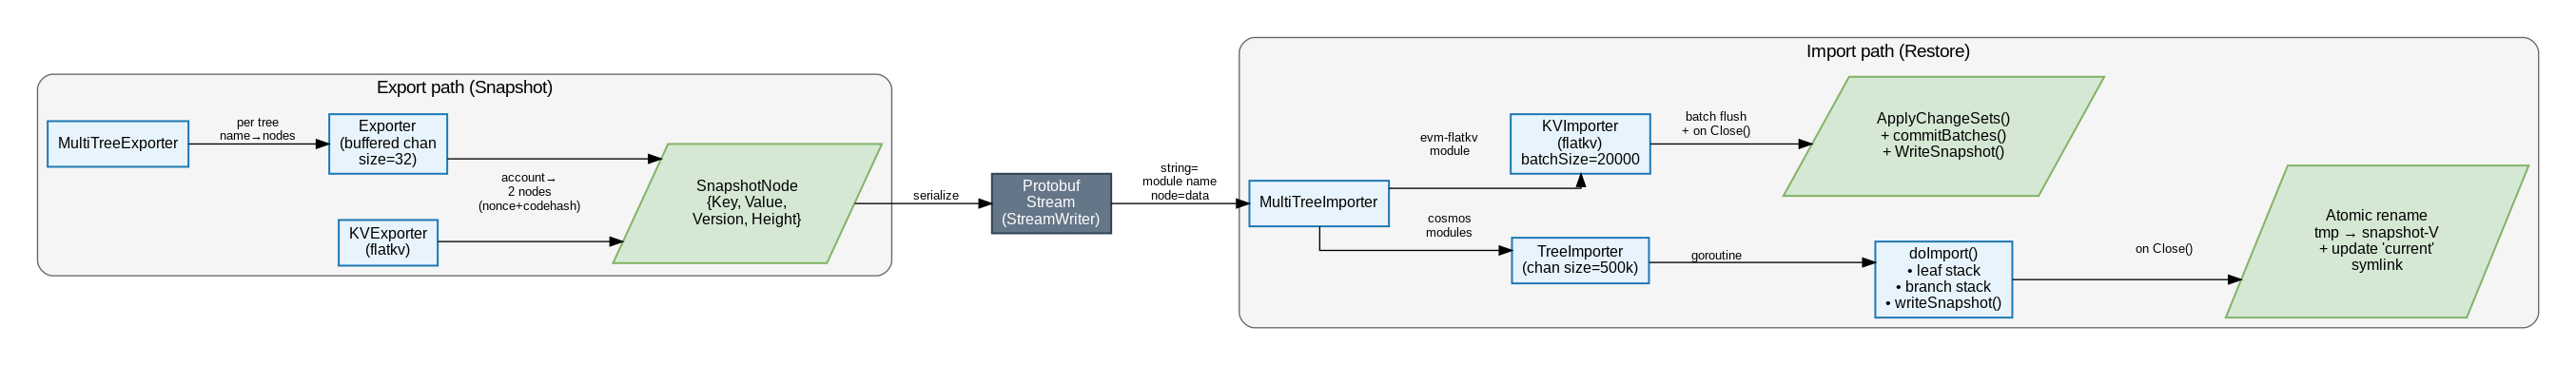 Export path (Snapshot)
MultiTreeExporter
per tree
name→nodes
Exporter
(buffered chan
size=32)
account→
2 nodes
(nonce+codehash)
KVExporter
(flatkv)
SnapshotNode
{Key, Value,
Version, Height}
serialize
Protobuf
Stream
(StreamWriter)
string=
module name
node=data
Import path (Restore)
MultiTreeImporter
evm-flatkv
module
KVImporter
(flatkv)
batchSize=20000
batch flush
+ on Close()
ApplyChangeSets()
+ commitBatches()
+ WriteSnapshot()
cosmos
modules
TreeImporter
(chan size=500k)
goroutine
doImport()
• leaf stack
• branch stack
• writeSnapshot()
on Close()
Atomic rename
tmp → snapshot-V
+ update 'current'
symlink